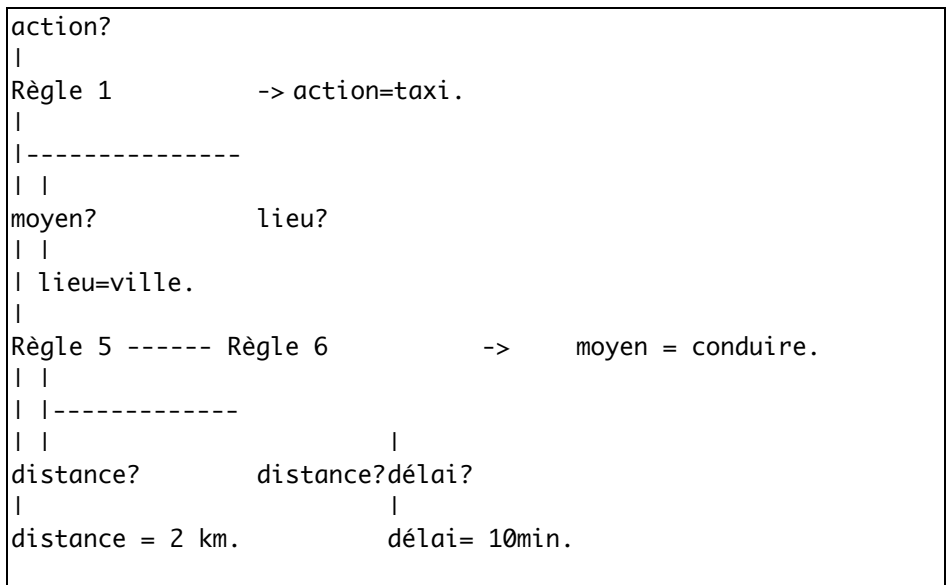 action?
|
Règle 1          -> action=taxi.
|
|---------------
| |
moyen?           lieu?
| |
| lieu=ville.
|
Règle 5 ------ Règle 6          ->     moyen = conduire.
| |
| |-------------
| |                       |
distance?        distance?délai?
|                         |
distance = 2 km.          délai= 10min.